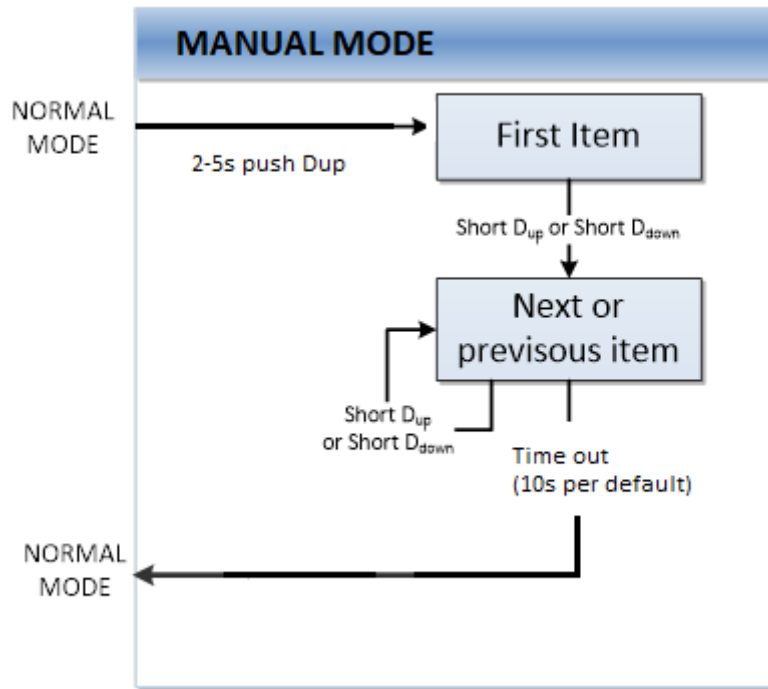 MANUAL MODE
NORMAL
MODE
2-5s push Dup
First Item
Short Dup or Short Ddown
Next or
previsous item
Short Dup
or Short Ddown
Time out
(10s per default)
NORMAL
MODE